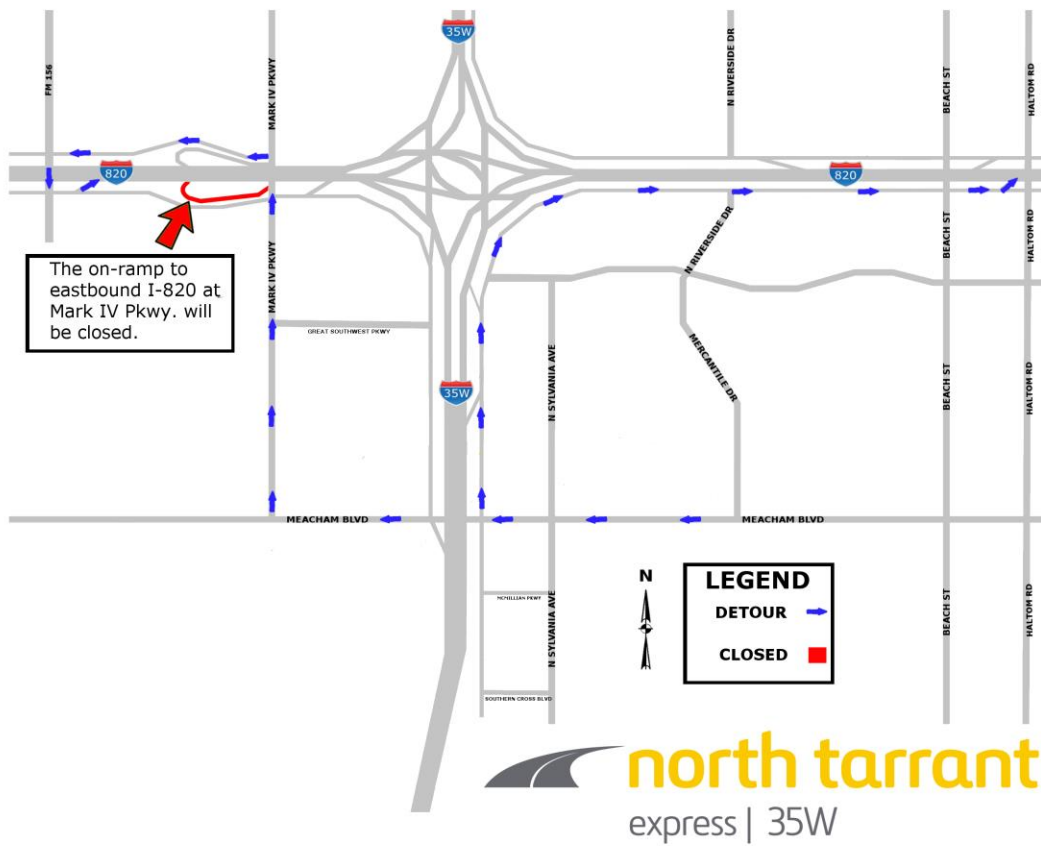 35W
FM 156
MARK IV PKWY
N RIVERSIDE DR
BEACH ST
HALTOM RD
820
820
The on-ramp to
eastbound I-820 at
Mark IV Pkwy. will
be closed.
MARK IV PKWY
N RIVERSIDE DR
BEACH ST
HALTOM RD
GREAT SOUTHWEST PKWY
35W
N SYLVANIA AVE
MERCANTILE DR
BEACH ST
HALTOM RD
MEACHAM BLVD
MEACHAM BLVD
MCMILLIAN PKWY
N SYLVANIA AVE
SOUTHERN CROSS BLVD
BEACH ST
HALTOM RD
N
LEGEND
DETOUR
CLOSED
north tarrant
express | 35W